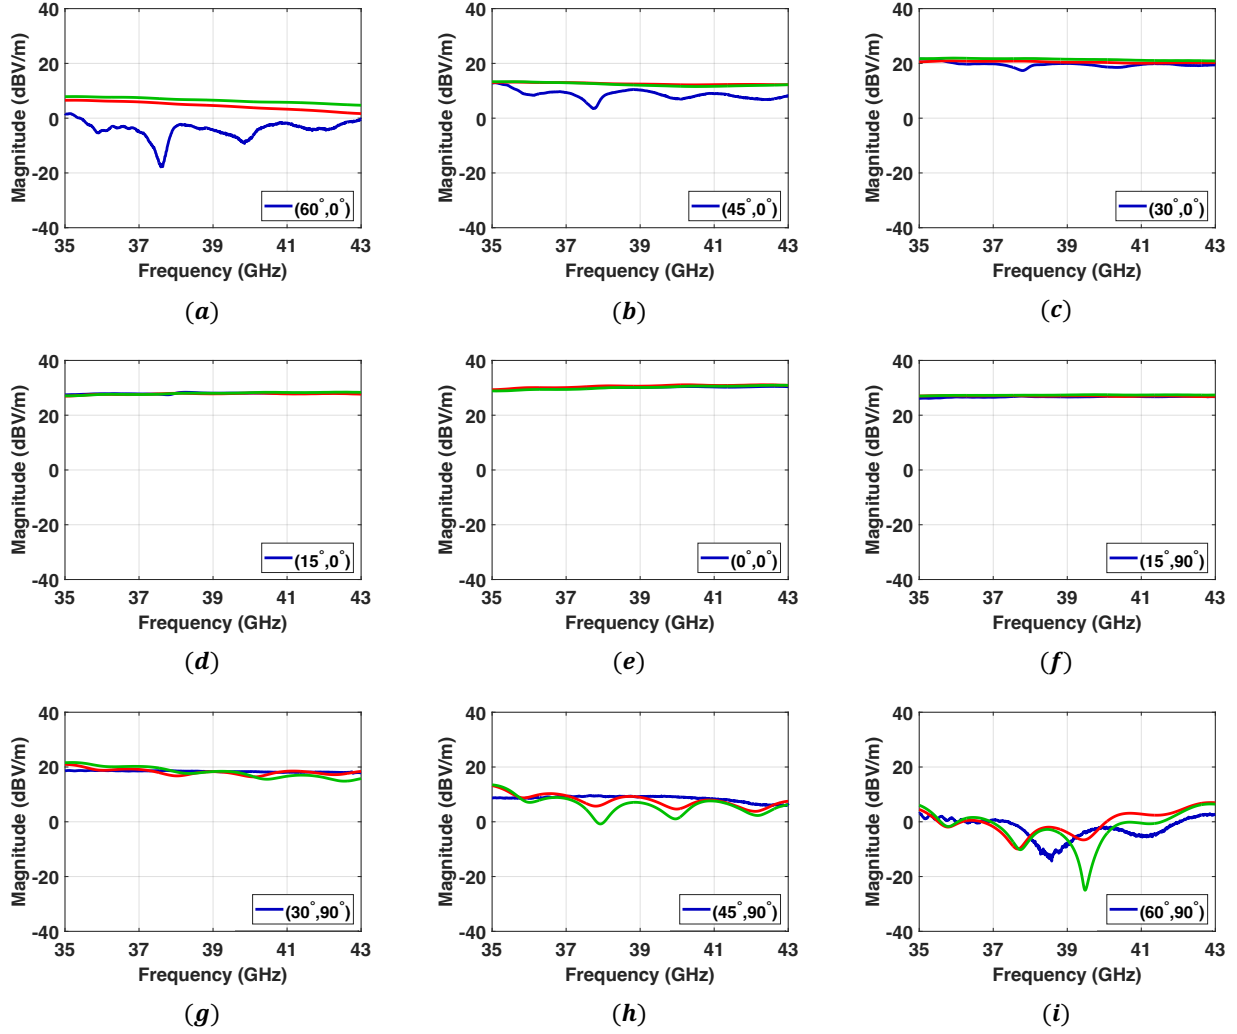 40
20
0
-20
-40
Magnitude (dBV/m)
(60°,0°)
35 37 39 41 43
Frequency (GHz)
(a)
40
20
0
-20
-40
Magnitude (dBV/m)
(45°,0°)
35 37 39 41 43
Frequency (GHz)
(b)
40
20
0
-20
-40
Magnitude (dBV/m)
(30°,0°)
35 37 39 41 43
Frequency (GHz)
(c)
40
20
0
-20
-40
Magnitude (dBV/m)
(15°,0°)
35 37 39 41 43
Frequency (GHz)
(d)
40
20
0
-20
-40
Magnitude (dBV/m)
(0°,0°)
35 37 39 41 43
Frequency (GHz)
(e)
40
20
0
-20
-40
Magnitude (dBV/m)
(15°,90°)
35 37 39 41 43
Frequency (GHz)
(f)
40
20
0
-20
-40
Magnitude (dBV/m)
(30°,90°)
35 37 39 41 43
Frequency (GHz)
(g)
40
20
0
-20
-40
Magnitude (dBV/m)
(45°,90°)
35 37 39 41 43
Frequency (GHz)
(h)
40
20
0
-20
-40
Magnitude (dBV/m)
(60°,90°)
35 37 39 41 43
Frequency (GHz)
(i)